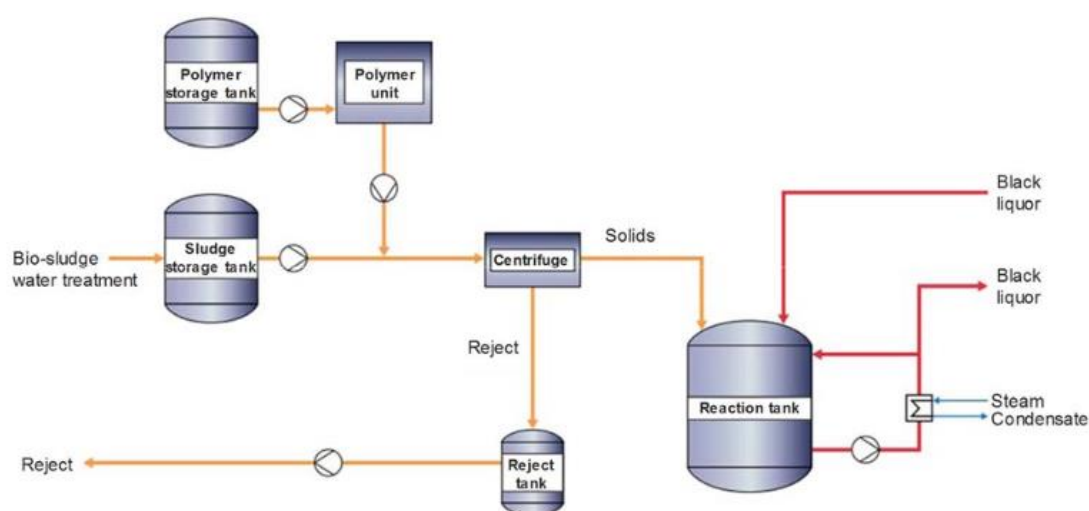 Polymer
storage tank
Polymer
unit
Bio-sludge
water treatment
Sludge
storage tank
Centrifuge
Solids
Black
liquor
Black
liquor
Reject
Reaction tank
Steam
Condensate
Reject
Reject
tank